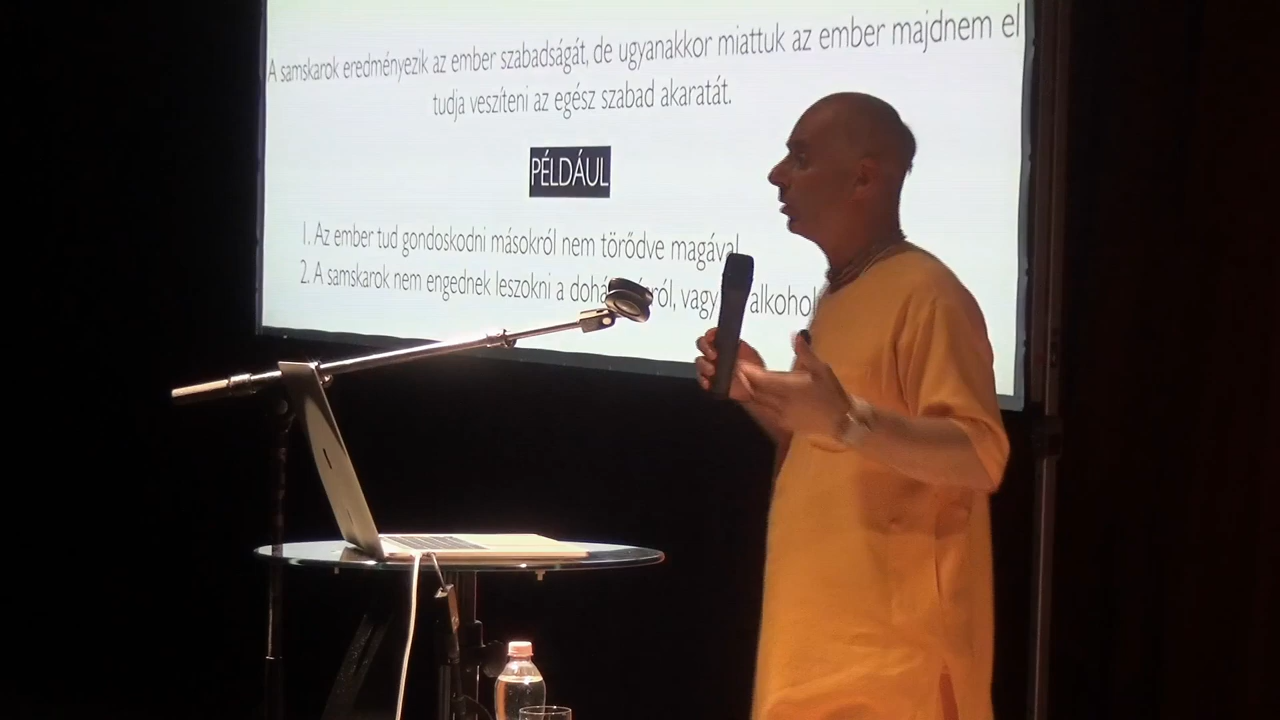 A samskarok eredményezik az ember szabadságát, de ugyanakkor miattuk az ember majdnem el
tudja veszíteni az egész szabad akaratát.
PÉLDÁUL
1. Az ember tud gondoskodni másokról nem törődve magával
2. A samskarok nem engednek leszokni a vagy alkohol